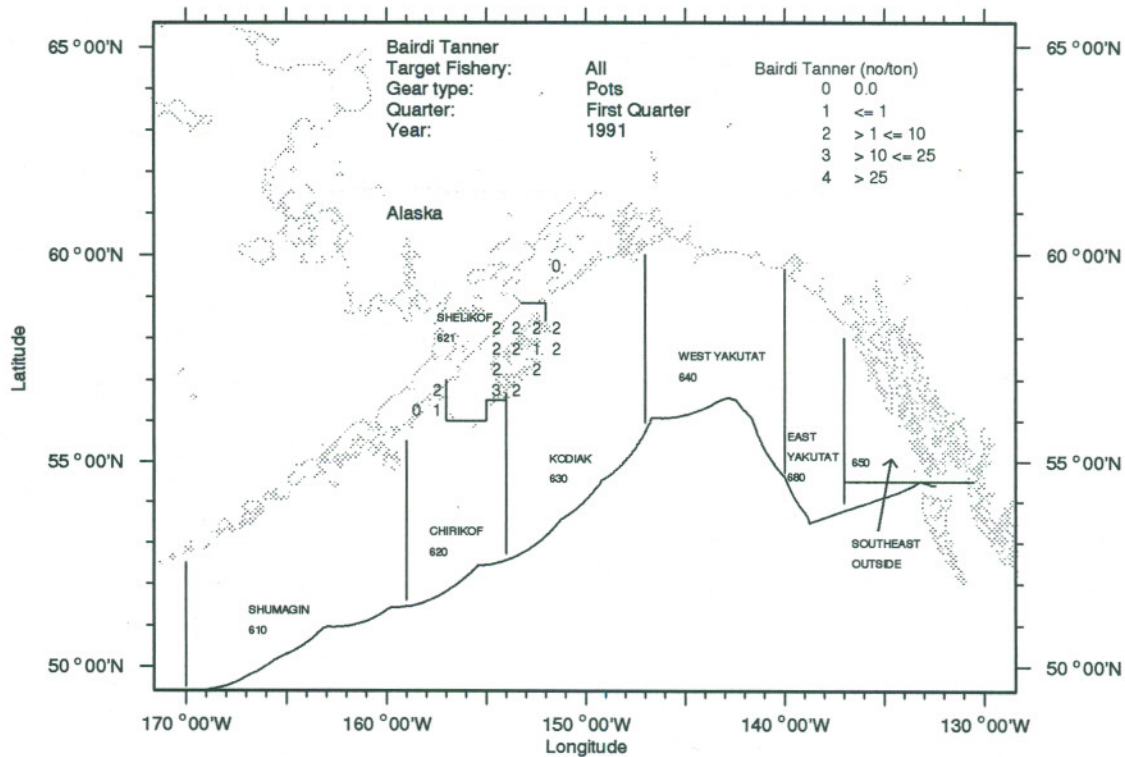 65 °00'N
65 °00'N
Bairdi Tanner
Target Fishery: All
Gear type: Pots
Quarter: First Quarter
Year: 1991
Bairdi Tanner (no/ton)
0 0.0
1 <= 1
2 > 1 <= 10
3 > 10 <= 25
4 > 25
Alaska
60 °00'N
60 °00'N
0
SHELIKOF
621
2 2 2 2
2 2 1 2
2 2
2 3 2
0 1
WEST YAKUTAT
640
EAST
YAKUTAT
680
650
55 °00'N
55 °00'N
KODIAK
630
CHIRIKOF
620
SOUTHEAST
OUTSIDE
SHUMAGIN
610
50 °00'N
50 °00'N
Latitude
170 °00'W 160 °00'W 150 °00'W 140 °00'W 130 °00'W
Longitude